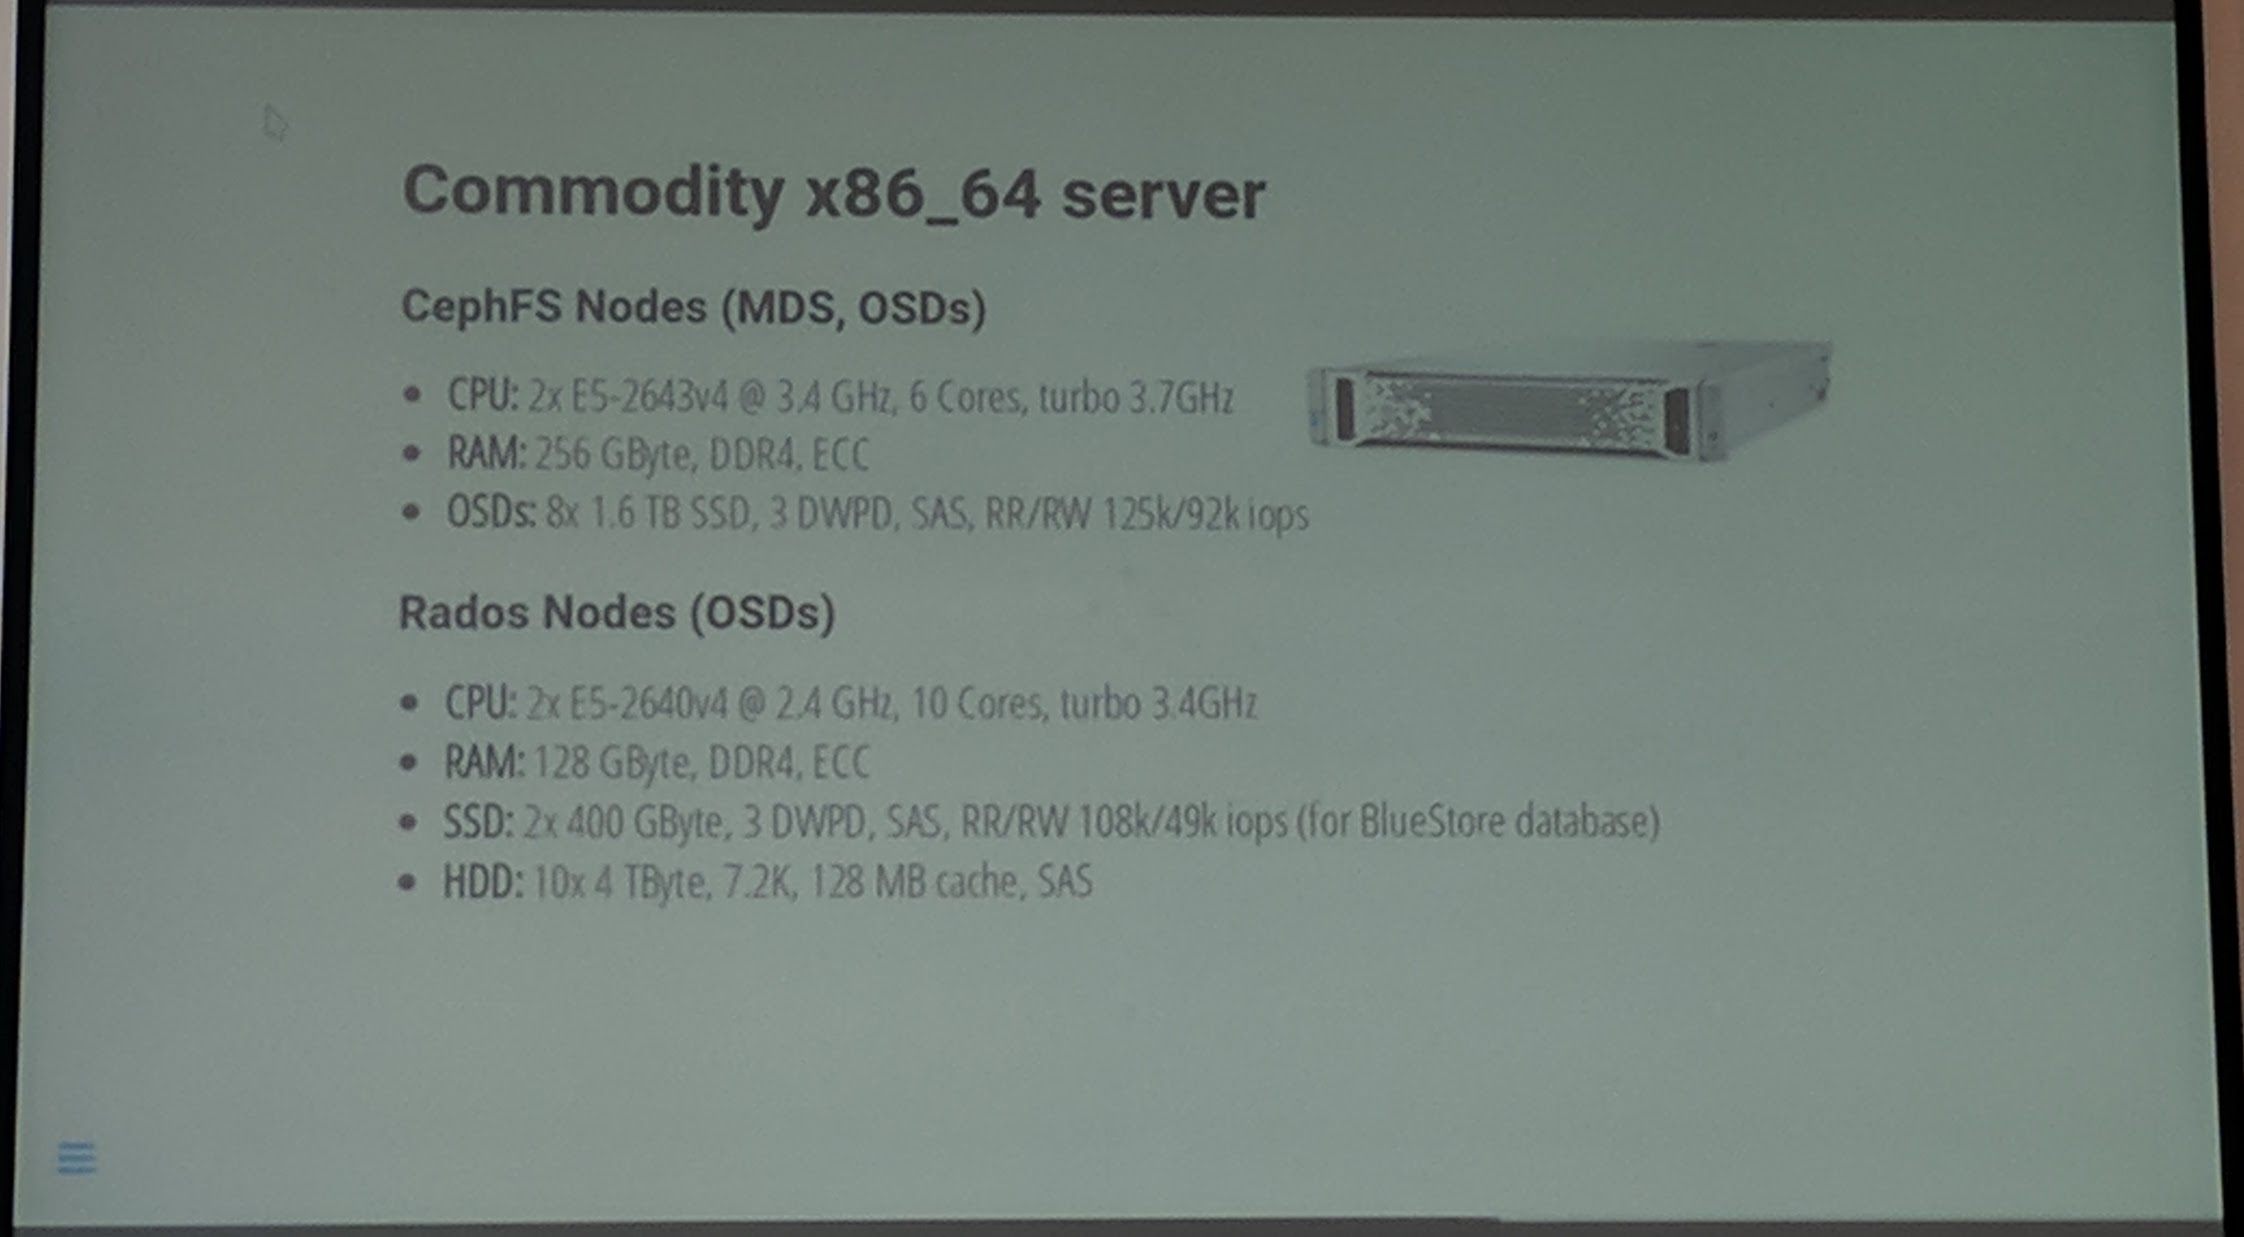 Commodity x86_64 server
CephFS Nodes (MDS, OSDs)
• CPU: 2x E5-2643v4 @ 3.4 GHz, 6 Cores, turbo 3.7GHz
• RAM: 256 GByte, DDR4, ECC
• OSDs: 8x 1.6 TB SSD, 3 DWPD, SAS, RR/RW 125k/92k iops
Rados Nodes (OSDs)
• CPU: 2x E5-2640v4 @ 2.4 GHz, 10 Cores, turbo 3.4GHz
• RAM: 128 GByte, DDR4, ECC
• SSD: 2x 400 GByte, 3 DWPD, SAS, RR/RW 108k/49k iops (for BlueStore database)
• HDD: 10x 4 TByte, 7.2K, 128 MB cache, SAS